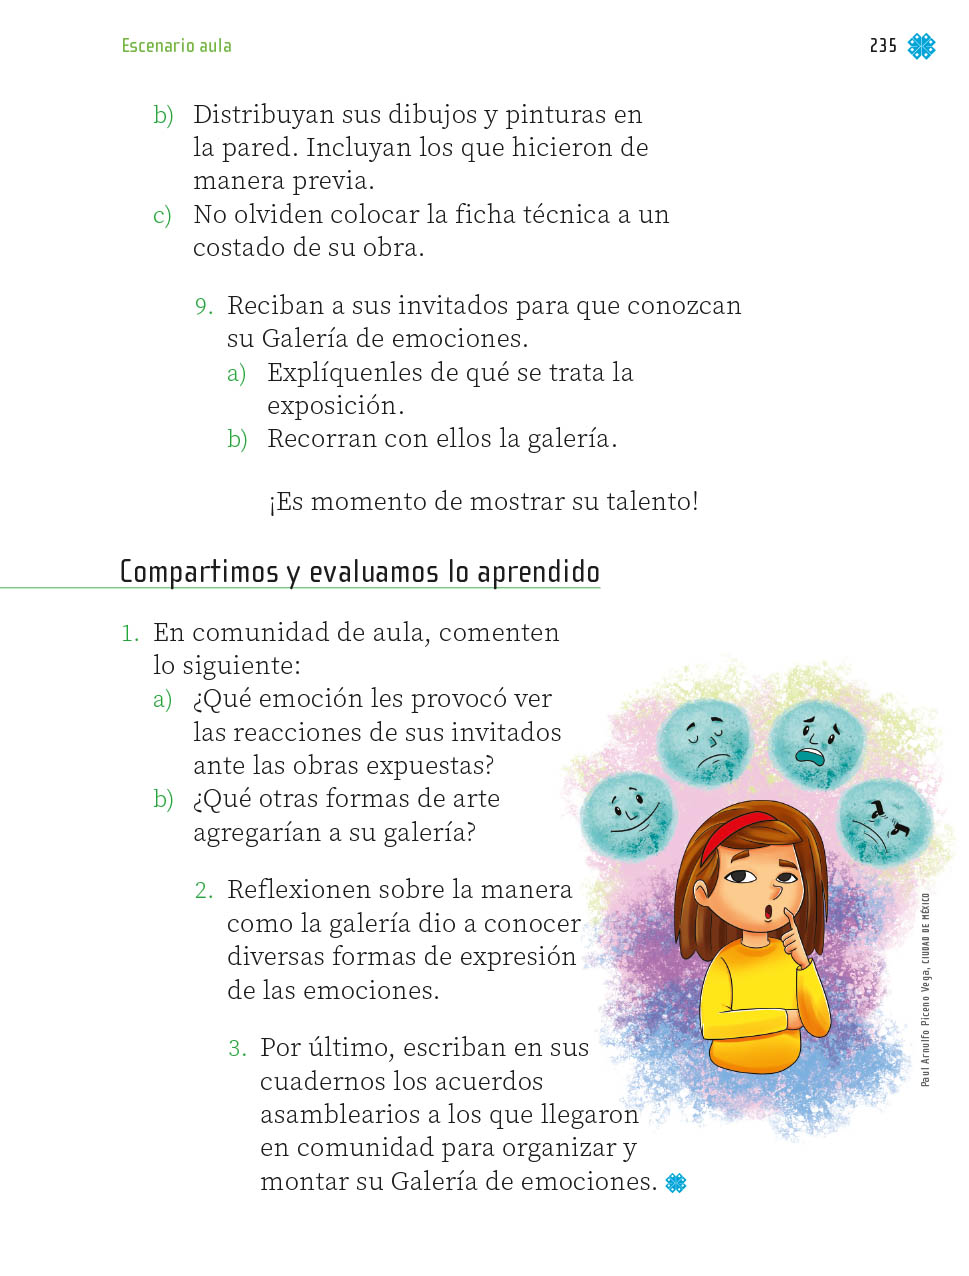 Escenario aula
235
b) Distribuyan sus dibujos y pinturas en
la pared. Incluyan los que hicieron de
manera previa.
c) No olviden colocar la ficha técnica a un
costado de su obra.
9. Reciban a sus invitados para que conozcan
su Galería de emociones.
a) Explíquenles de qué se trata la
exposición.
b) Recorran con ellos la galería.
¡Es momento de mostrar su talento!
Compartimos y evaluamos lo aprendido
1. En comunidad de aula, comenten
lo siguiente:
a) ¿Qué emoción les provocó ver
las reacciones de sus invitados
ante las obras expuestas?
b) ¿Qué otras formas de arte
agregarían a su galería?
2. Reflexionen sobre la manera
como la galería dio a conocer
diversas formas de expresión
de las emociones.
3. Por último, escriban en sus
cuadernos los acuerdos
asamblearios a los que llegaron
en comunidad para organizar y
montar su Galería de emociones.
Paul Arnulfo Piceno Vega, CIUDAD DE MÉXICO